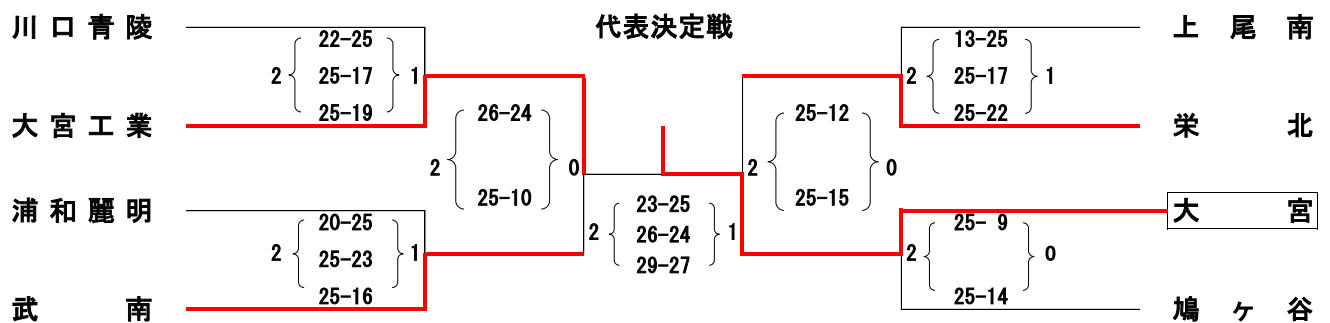 代表決定戦
川口青陵
22-25
2 25-17 1
25-19
大宮工業
26-24
2 0
25-10
浦和麗明
20-25
2 25-23 1
25-16
武南
23-25
2 26-24 1
29-27
上尾南
13-25
2 25-17 1
25-22
栄北
25-12
2 0
25-15
大宮
25- 9
2 0
25-14
鳩ヶ谷